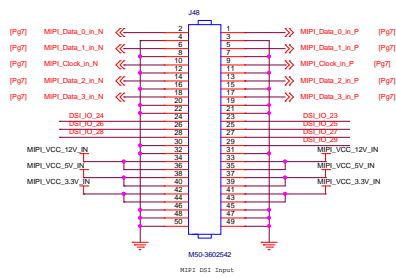 J48
[Pg7] MIPI_Data_0_in_N 2 1 MIPI_Data_0_in_P [Pg7]
4 3
[Pg7] MIPI_Data_1_in_N 6 5 MIPI_Data_1_in_P [Pg7]
8 7
[Pg7] MIPI_Clock_in_N 10 9 MIPI_Clock_in_P [Pg7]
12 11
[Pg7] MIPI_Data_2_in_N 14 13 MIPI_Data_2_in_P [Pg7]
16 15
[Pg7] MIPI_Data_3_in_N 18 17 MIPI_Data_3_in_P [Pg7]
20 19
22 21
DSI_IO_24 24 23 DSI_IO_23
DSI_IO_26 26 25 DSI_IO_25
DSI_IO_28 28 27 DSI_IO_27
30 29 DSI_IO_29
MIPI_VCC_12V_IN 32 31 MIPI_VCC_12V_IN
34 33
MIPI_VCC_5V_IN 36 35 MIPI_VCC_5V_IN
38 37
MIPI_VCC_3.3V_IN 40 39 MIPI_VCC_3.3V_IN
42 41
44 43
46 45
48 47
50 49
M50-3602542
MIPI DSI Input